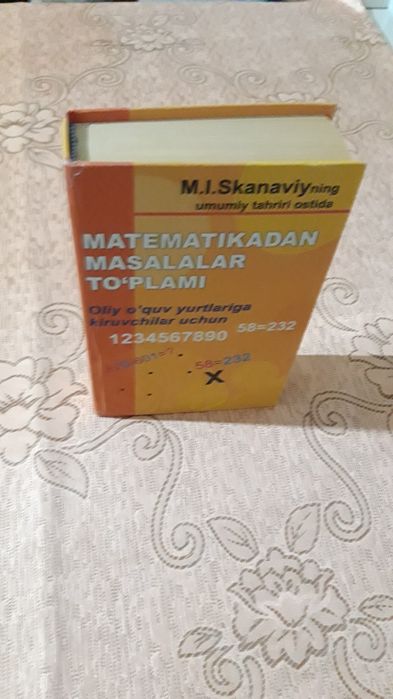 M.I.Skanaviyning
umumiy tahriri ostida
MATEMATIKADAN
MASALALAR
TO'PLAMI
Oliy o'quv yurtlariga
kiruvchilar uchun
1234567890
58=232
58=232
X